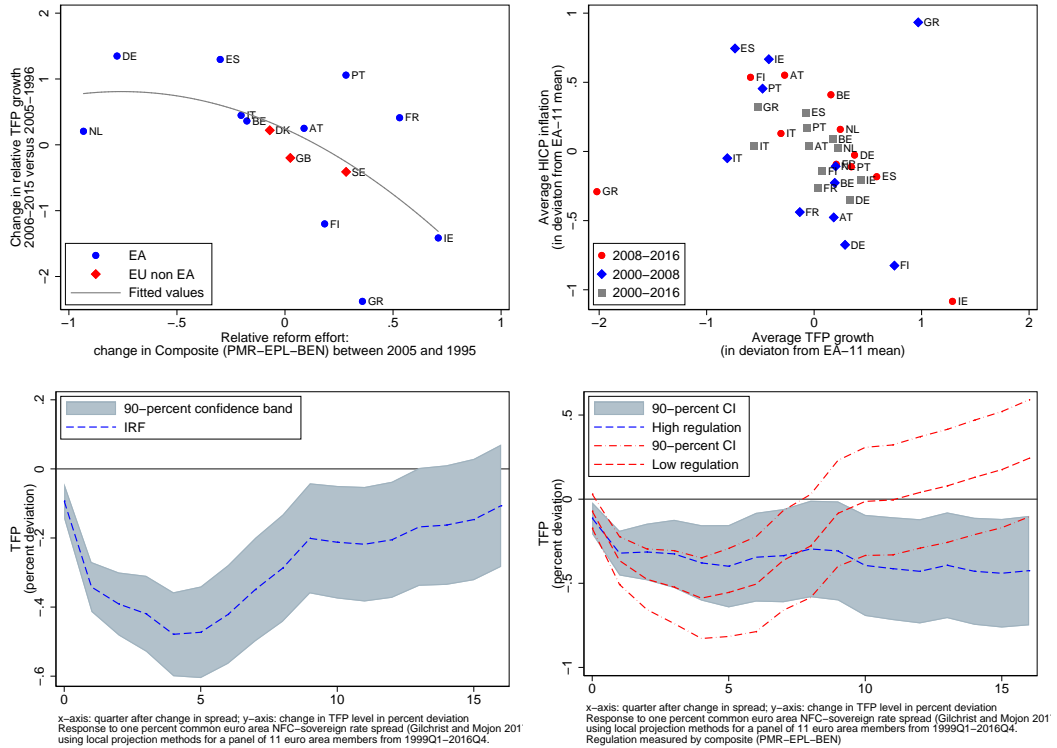 Change in relative TFP growth
2006−2015 versus 2005−1996
2
1
0
−1
−2
DE
ES
PT
NL
IT
BE
DK
AT
FR
GB
SE
FI
IE
GR
EA
EU non EA
Fitted values
−1
−.5
0
.5
1
Relative reform effort:
change in Composite (PMR−EPL−BEN) between 2005 and 1995
Average HICP inflation
(in deviaton from EA−11 mean)
1
.5
0
−.5
−1
GR
ES
IE
FI
AT
PT
BE
GR
ES
PT
NL
IT
BE
IT
AT
NL
DE
IT
PT
FI
ES
IE
BE
FR
DE
GR
FR
AT
DE
FI
IE
2008−2016
2000−2008
2000−2016
−2
−1
0
1
2
Average TFP growth
(in deviaton from EA−11 mean)
TFP
(percent deviation)
.2
0
−.2
−.4
−.6
90−percent confidence band
IRF
0
5
10
15
x−axis: quarter after change in spread; y−axis: change in TFP level in percent deviation
Response to one percent common euro area NFC−sovereign rate spread (Gilchrist and Mojon 201
using local projection methods for a panel of 11 euro area members from 1999Q1−2016Q4.
TFP
(percent deviation)
.5
0
−.5
−1
90−percent CI
High regulation
90−percent CI
Low regulation
0
5
10
15
x−axis: quarter after change in spread; y−axis: change in TFP level in percent deviation
Response to one percent common euro area NFC−sovereign rate spread (Gilchrist and Mojon 201
using local projection methods for a panel of 11 euro area members from 1999Q1−2016Q4.
Regulation measured by composite (PMR−EPL−BEN)